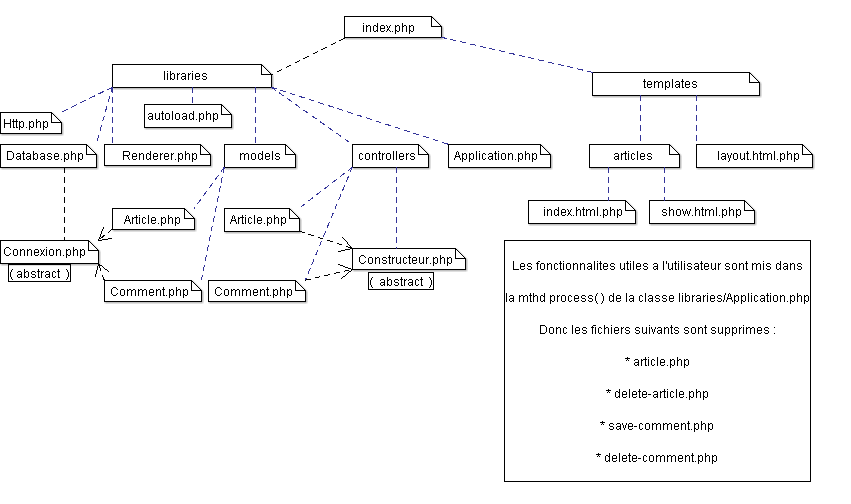 index.php
libraries
templates
Http.php
autoload.php
Database.php
Renderer.php
models
controllers
Application.php
articles
layout.html.php
Article.php
Article.php
index.html.php
show.html.php
Connexion.php
( abstract )
Constructeur.php
( abstract )
Comment.php
Comment.php
Les fonctionnalites utiles a l'utilisateur sont mis dans
la mthd process( ) de la classe libraries/Application.php
Donc les fichiers suivants sont supprimes :
* article.php
* delete-article.php
* save-comment.php
* delete-comment.php